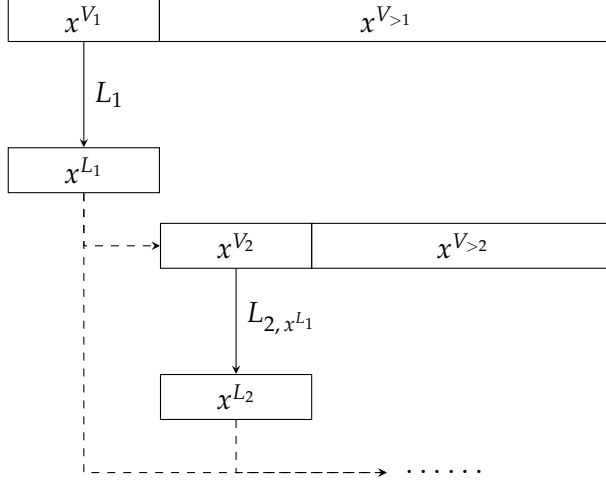 x^{V_1} x^{V_{>1}}
L_1
x^{L_1}
x^{V_2} x^{V_{>2}}
L_{2, x^{L_1}}
x^{L_2}
······